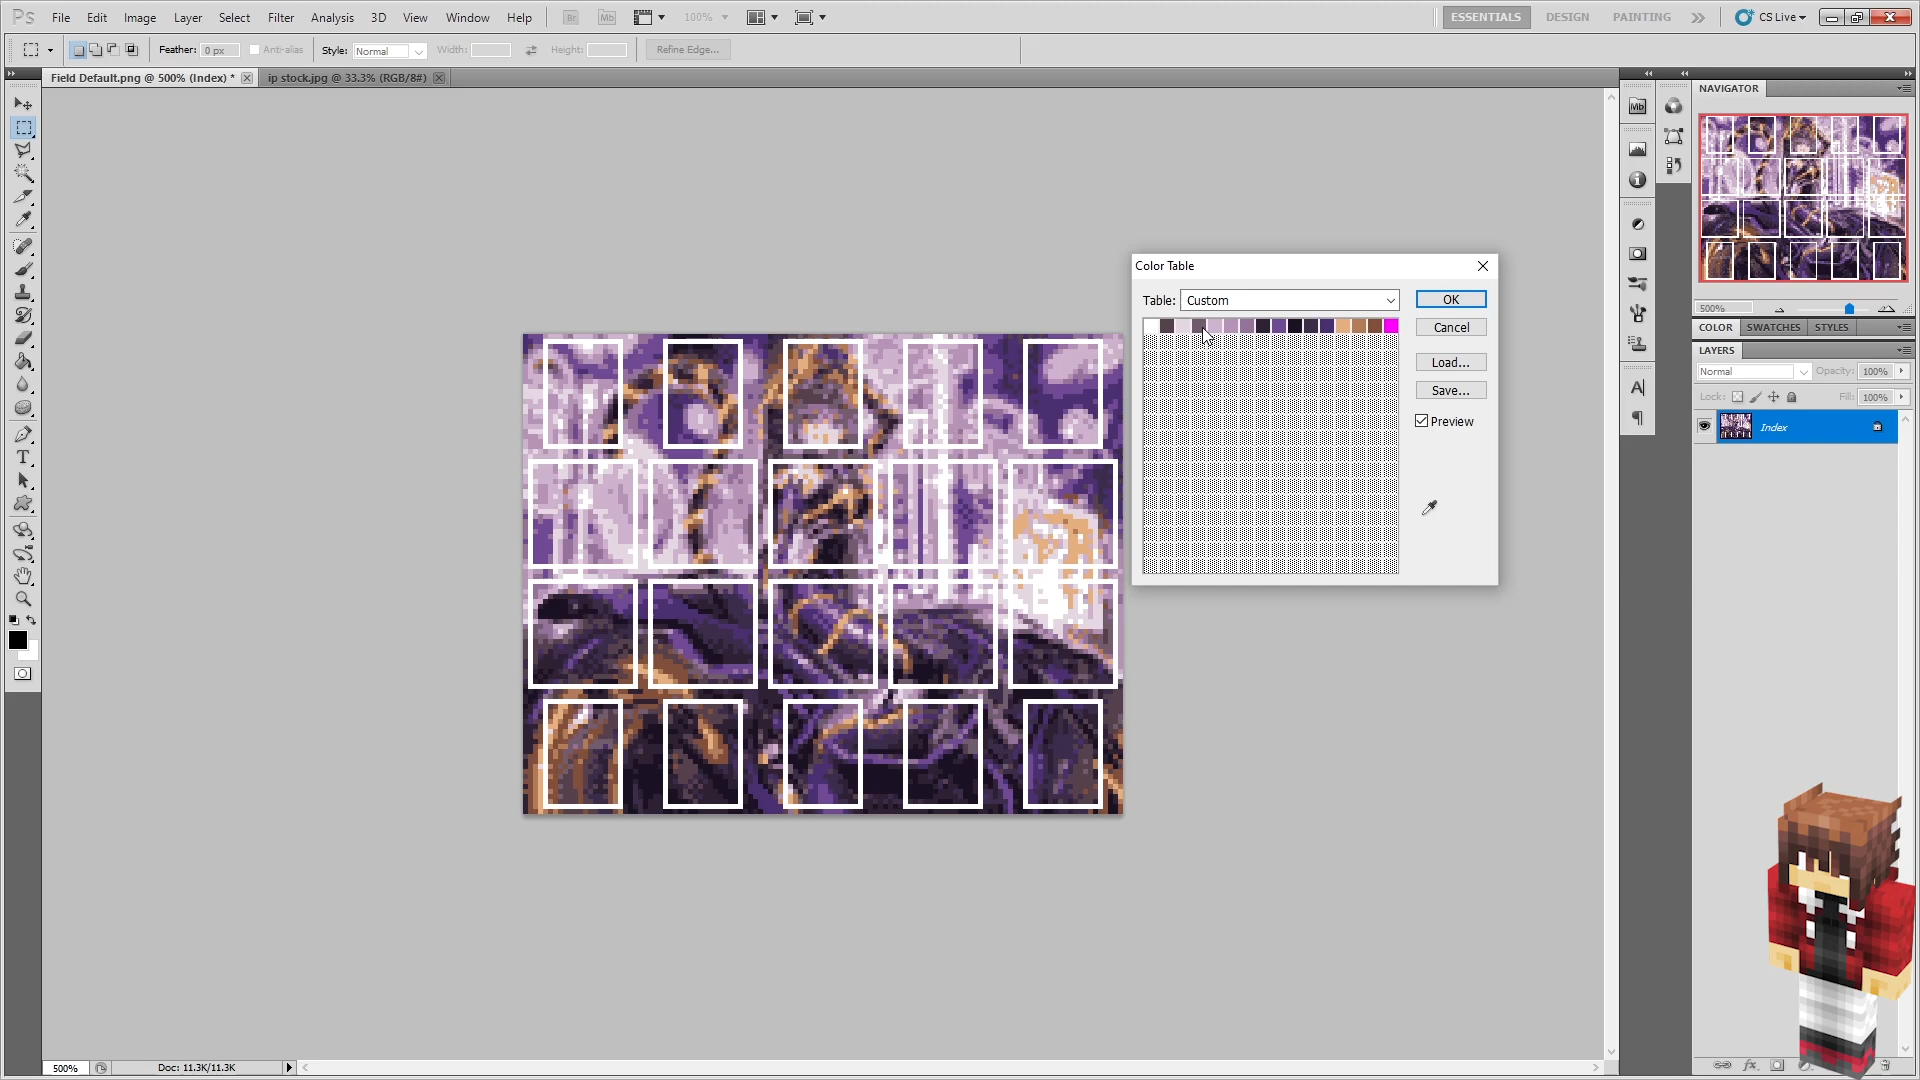 Ps File Edit Image Layer Select Filter Analysis 3D View Window Help Br Mb 100% ESSENTIALS DESIGN PAINTING CS Live
Feather: 0 px Anti-alias Style: Normal Width: Height: Refine Edge...
Field Default.png @ 500% (Index) * ip stock.jpg @ 33.3% (RGB/8#)
NAVIGATOR
Mb
500%
COLOR SWATCHES STYLES
LAYERS
Normal Opacity: 100%
Lock: Fill: 100%
Index
Color Table
Table: Custom OK
Cancel
Load...
Save...
Preview
500% Doc: 11.3K/11.3K